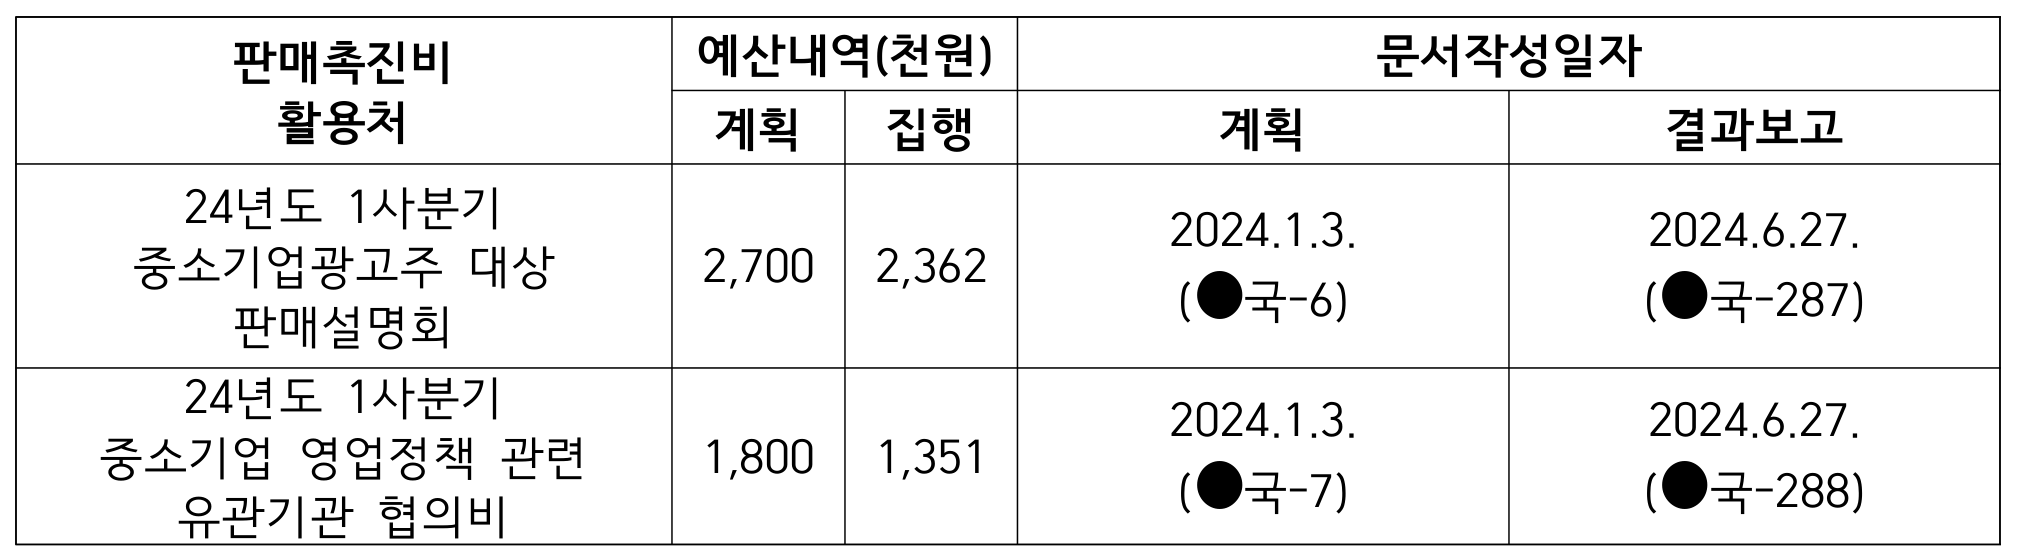 판매촉진비
활용처
예산내역(천원)
문서작성일자
계획
집행
계획
결과보고
24년도 1사분기
중소기업광고주 대상
판매설명회
2,700
2,362
2024.1.3.
(●국-6)
2024.6.27.
(●국-287)
24년도 1사분기
중소기업 영업정책 관련
유관기관 협의비
1,800
1,351
2024.1.3.
(●국-7)
2024.6.27.
(●국-288)